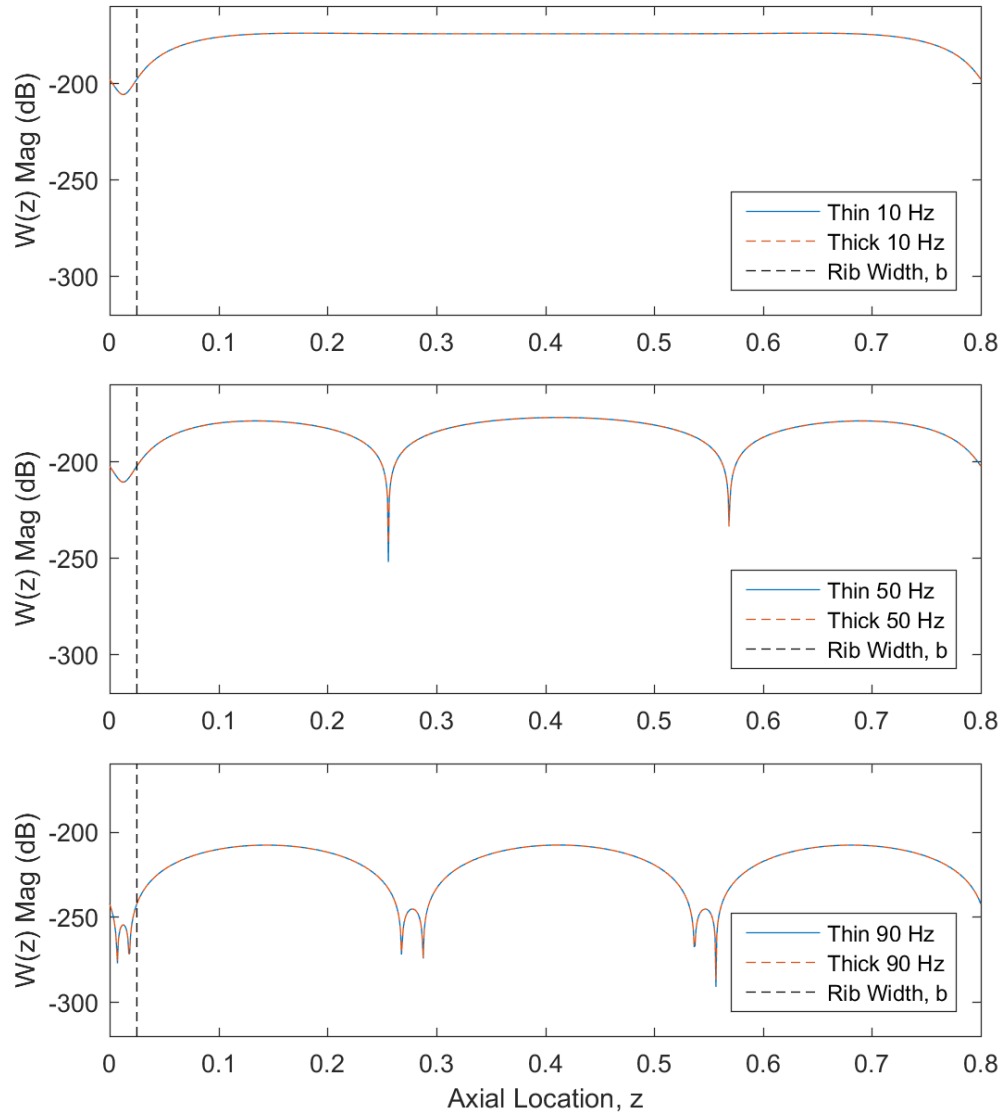 W(z) Mag (dB)
-200
-250
-300
Thin 10 Hz
Thick 10 Hz
Rib Width, b
0 0.1 0.2 0.3 0.4 0.5 0.6 0.7 0.8
W(z) Mag (dB)
-200
-250
-300
Thin 50 Hz
Thick 50 Hz
Rib Width, b
0 0.1 0.2 0.3 0.4 0.5 0.6 0.7 0.8
W(z) Mag (dB)
-200
-250
-300
Thin 90 Hz
Thick 90 Hz
Rib Width, b
0 0.1 0.2 0.3 0.4 0.5 0.6 0.7 0.8
Axial Location, z